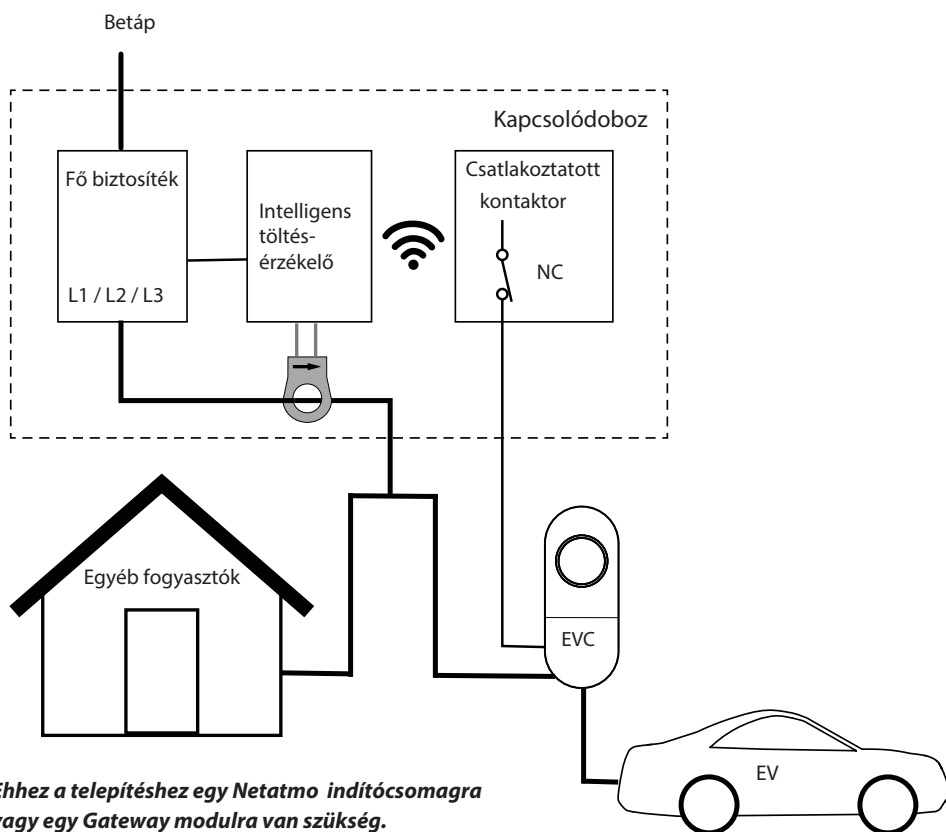 Betáp
Kapcsolódoboz
Fő biztosíték
L1 / L2 / L3
Intelligens
töltés-
érzékelő
Csatlakoztatott
kontaktor
NC
Egyéb fogyasztók
EVC
EV
Ehhez a telepítéshez egy Netatmo indítócsomagra
vagy egy Gateway modulra van szükség.